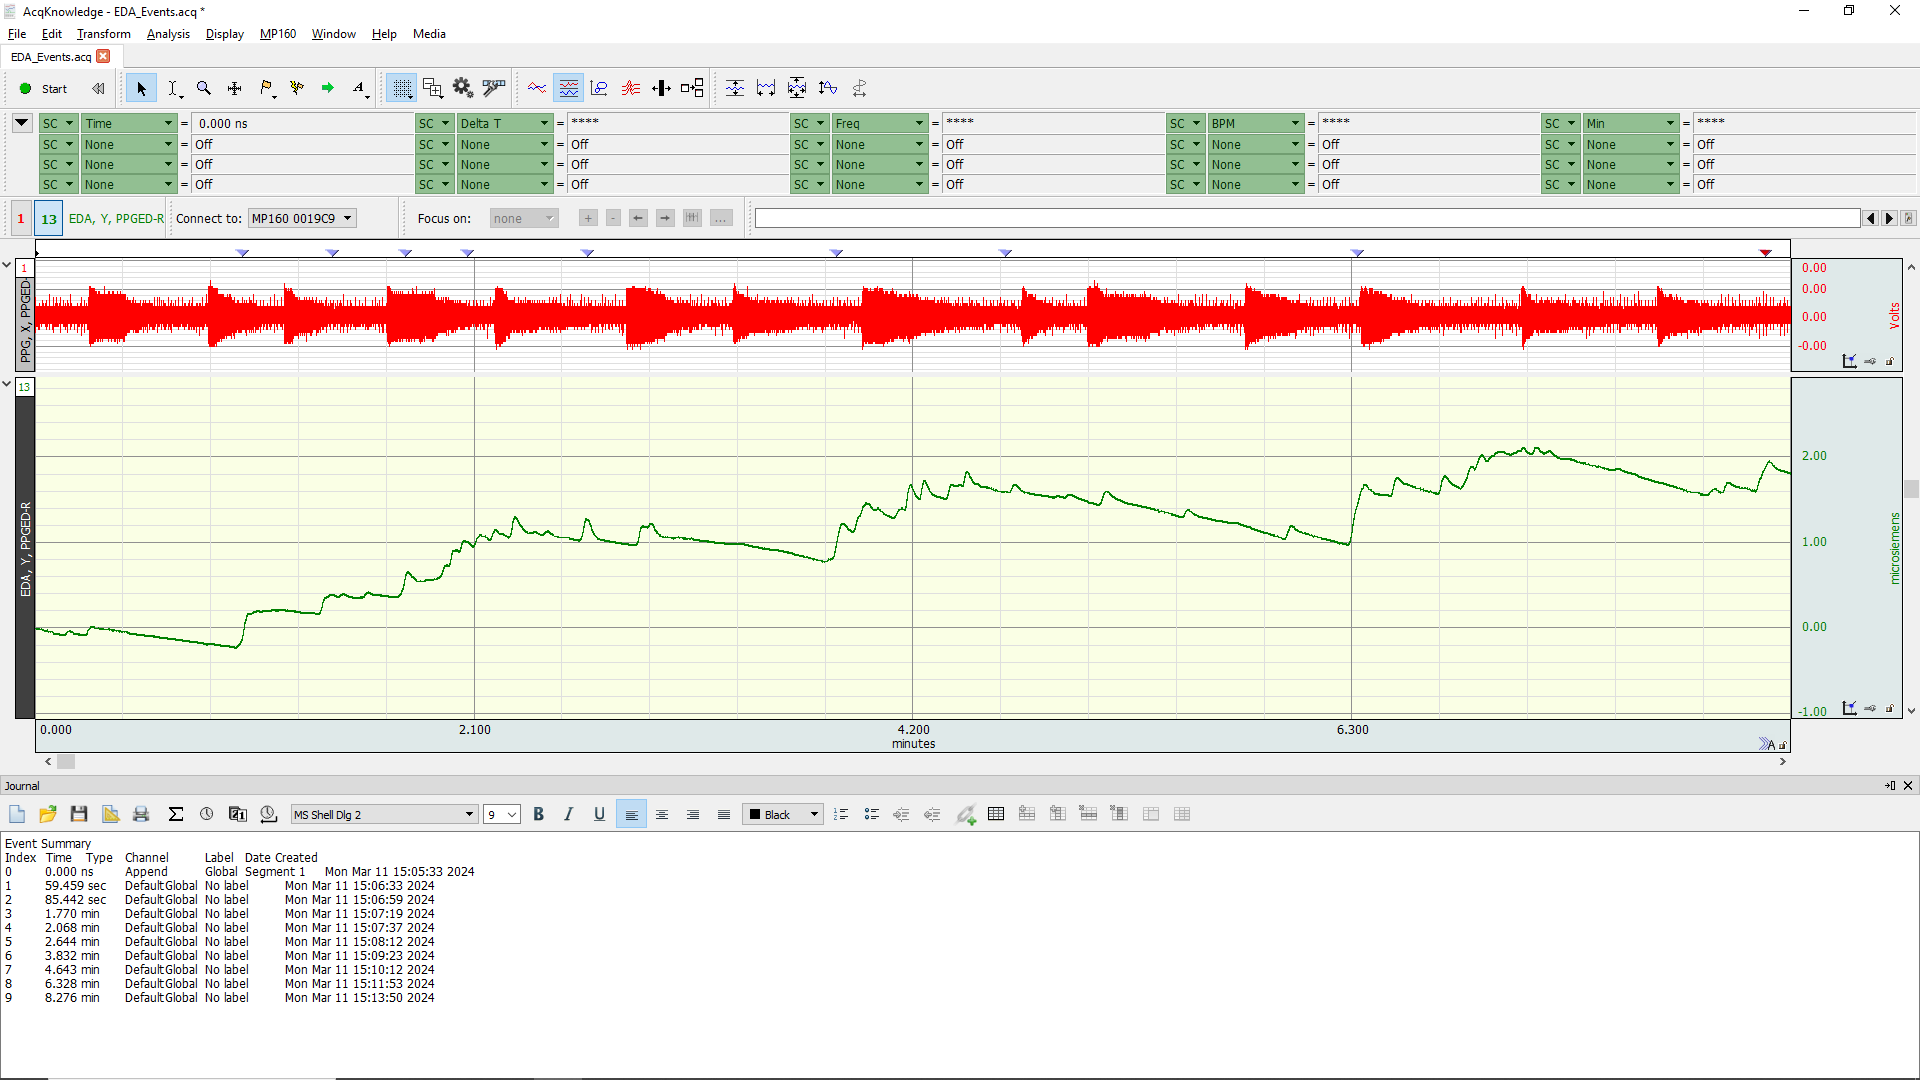 AcqKnowledge - EDA_Events.acq *
File Edit Transform Analysis Display MP160 Window Help Media
EDA_Events.acq
Start
SC Time = 0.000 ns SC Delta T = **** SC Freq = **** SC BPM = **** SC Min = ****
SC None = Off SC None = Off SC None = Off SC None = Off SC None = Off
SC None = Off SC None = Off SC None = Off SC None = Off SC None = Off
SC None = Off SC None = Off SC None = Off SC None = Off SC None = Off
1 13 EDA, Y, PPGED-R Connect to: MP160 0019C9 Focus on: none + - ...
1
PPG, X, PPGED-
0.00
0.00
0.00
-0.00
Volts
13
EDA, Y, PPGED-R
2.00
1.00
0.00
-1.00
microsiemens
0.000 2.100 4.200 6.300
minutes
A
Journal
MS Shell Dlg 2 9 B I U Black
Event Summary
Index Time Type Channel Label Date Created
0 0.000 ns Append Global Segment 1 Mon Mar 11 15:05:33 2024
1 59.459 sec Default Global No label Mon Mar 11 15:06:33 2024
2 85.442 sec Default Global No label Mon Mar 11 15:06:59 2024
3 1.770 min Default Global No label Mon Mar 11 15:07:19 2024
4 2.068 min Default Global No label Mon Mar 11 15:07:37 2024
5 2.644 min Default Global No label Mon Mar 11 15:08:12 2024
6 3.832 min Default Global No label Mon Mar 11 15:09:23 2024
7 4.643 min Default Global No label Mon Mar 11 15:10:12 2024
8 6.328 min Default Global No label Mon Mar 11 15:11:53 2024
9 8.276 min Default Global No label Mon Mar 11 15:13:50 2024